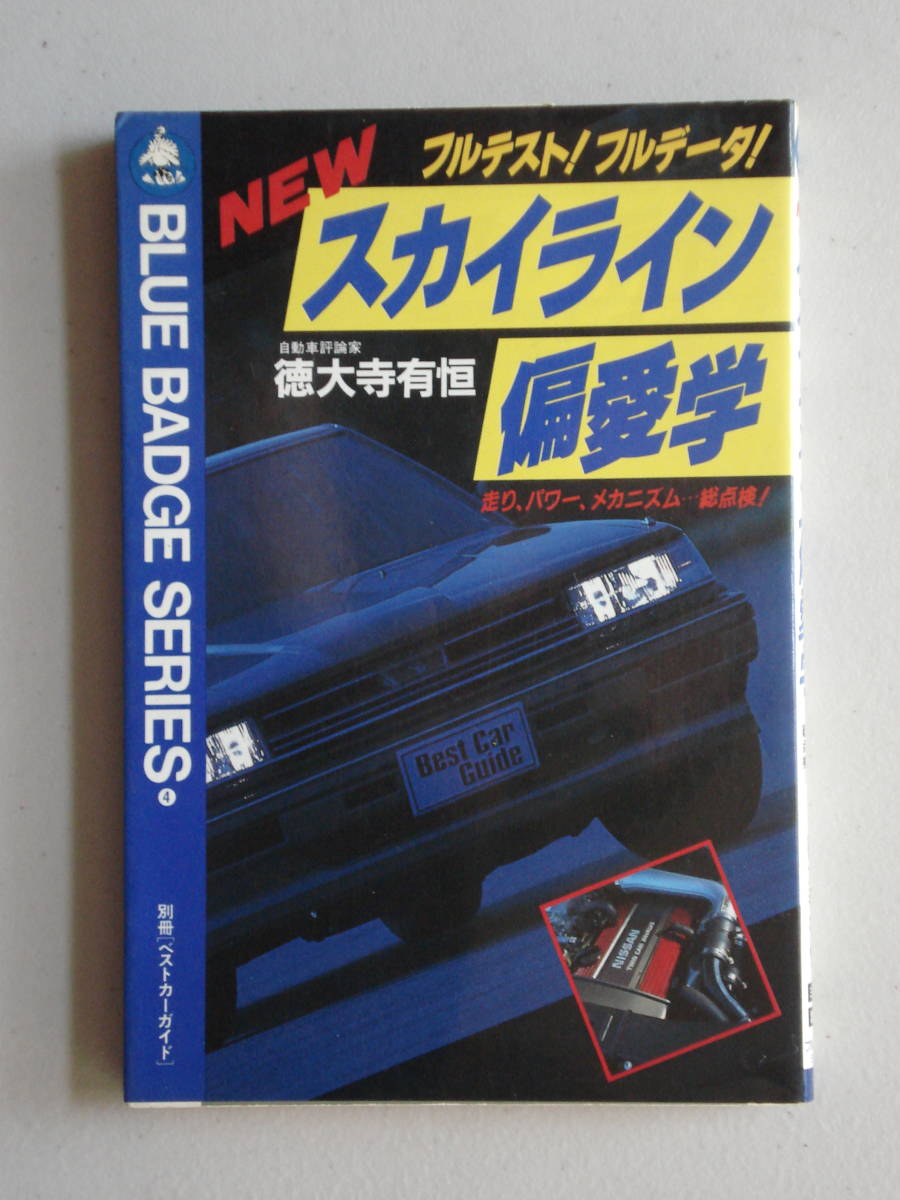 フルテスト!フルデータ!
NEW
スカイライン
偏愛学
自動車評論家
徳大寺有恒
走り、パワー、メカニズム…総点検!
BLUE BADGE SERIES④
別冊[ベストカーガイド]
Best Car
Guide
NISSAN